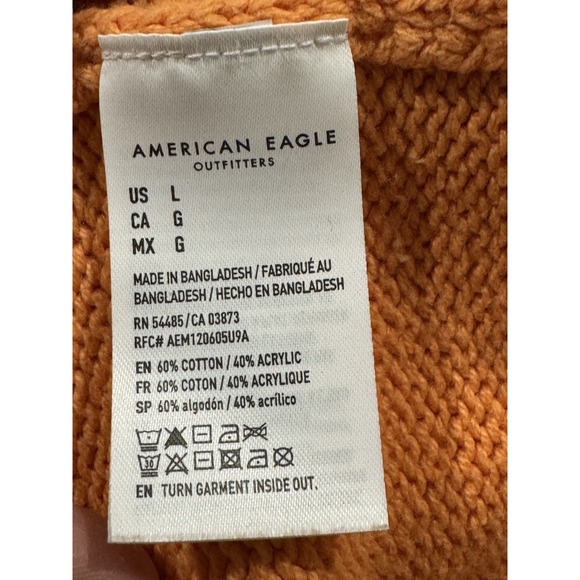 AMERICAN EAGLE
OUTFITTERS
US L
CA G
MX G
MADE IN BANGLADESH / FABRIQUÉ AU
BANGLADESH / HECHO EN BANGLADESH
RN 54485 / CA 03873
RFC# AEM120605U9A
EN 60% COTTON / 40% ACRYLIC
FR 60% COTON / 40% ACRYLIQUE
SP 60% algodón / 40% acrílico
30
EN TURN GARMENT INSIDE OUT.